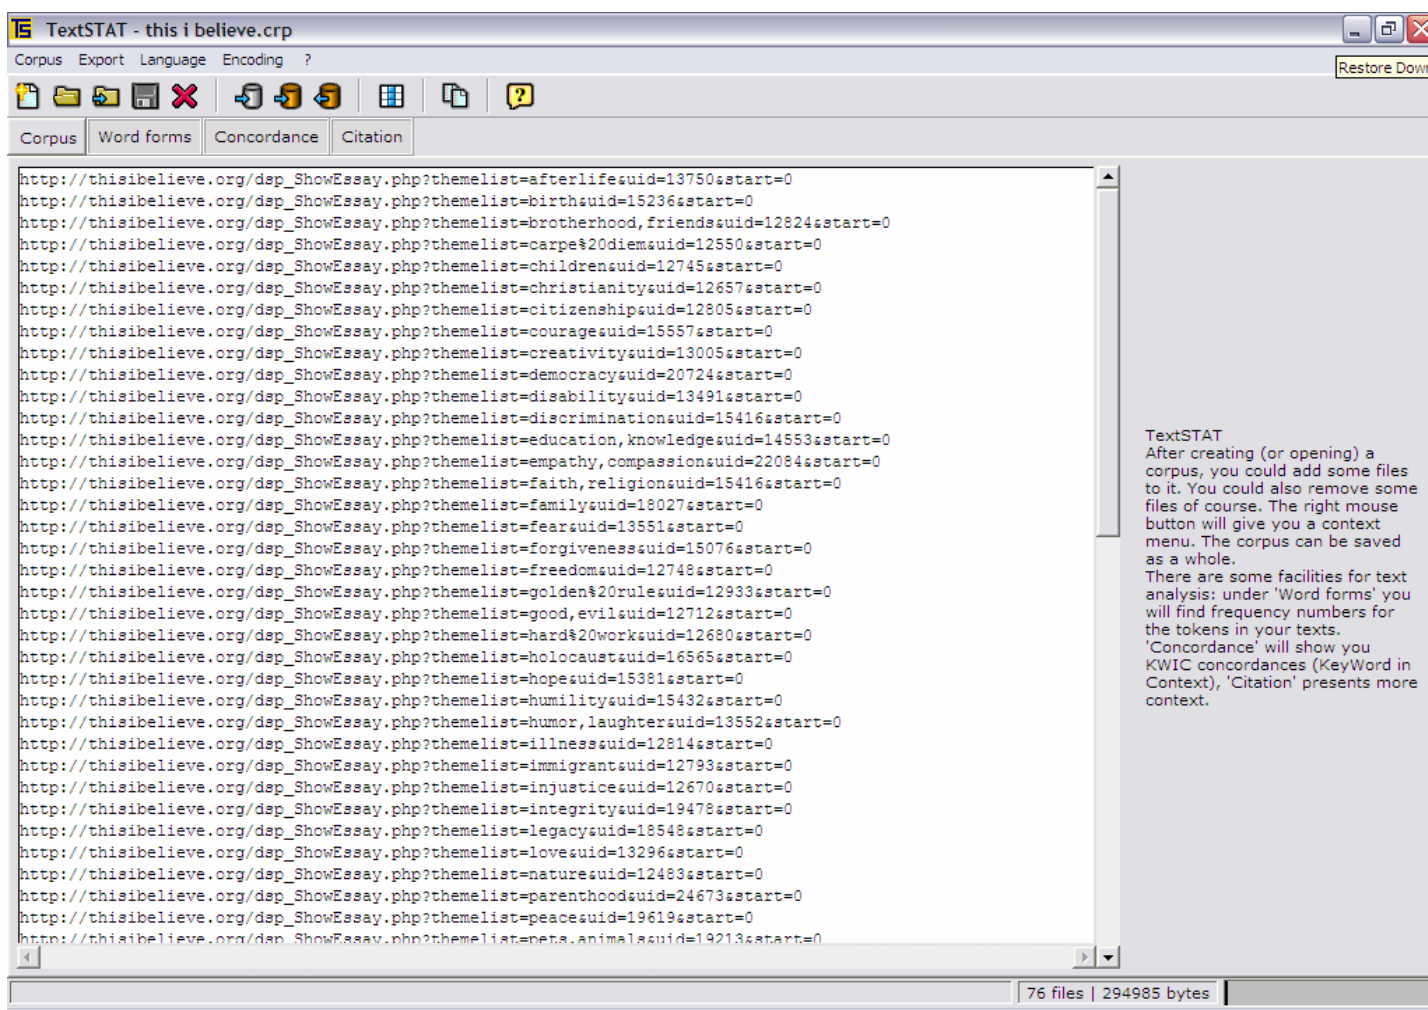 TextSTAT - this i believe.crp
Corpus Export Language Encoding ?
Restore Down
Corpus Word forms Concordance Citation
http://thisibelieve.org/dsp_ShowEssay.php?themelist=afterlife&uid=13750&start=0
http://thisibelieve.org/dsp_ShowEssay.php?themelist=birth&uid=15236&start=0
http://thisibelieve.org/dsp_ShowEssay.php?themelist=brotherhood,friends&uid=12824&start=0
http://thisibelieve.org/dsp_ShowEssay.php?themelist=carpe%20diem&uid=12550&start=0
http://thisibelieve.org/dsp_ShowEssay.php?themelist=children&uid=12745&start=0
http://thisibelieve.org/dsp_ShowEssay.php?themelist=christianity&uid=12657&start=0
http://thisibelieve.org/dsp_ShowEssay.php?themelist=citizenship&uid=12805&start=0
http://thisibelieve.org/dsp_ShowEssay.php?themelist=courage&uid=15557&start=0
http://thisibelieve.org/dsp_ShowEssay.php?themelist=creativity&uid=13005&start=0
http://thisibelieve.org/dsp_ShowEssay.php?themelist=democracy&uid=20724&start=0
http://thisibelieve.org/dsp_ShowEssay.php?themelist=disability&uid=13491&start=0
http://thisibelieve.org/dsp_ShowEssay.php?themelist=discrimination&uid=15416&start=0
http://thisibelieve.org/dsp_ShowEssay.php?themelist=education,knowledge&uid=14553&start=0
http://thisibelieve.org/dsp_ShowEssay.php?themelist=empathy,compassion&uid=22084&start=0
http://thisibelieve.org/dsp_ShowEssay.php?themelist=faith,religion&uid=15416&start=0
http://thisibelieve.org/dsp_ShowEssay.php?themelist=family&uid=18027&start=0
http://thisibelieve.org/dsp_ShowEssay.php?themelist=fear&uid=13551&start=0
http://thisibelieve.org/dsp_ShowEssay.php?themelist=forgiveness&uid=15076&start=0
http://thisibelieve.org/dsp_ShowEssay.php?themelist=freedom&uid=12748&start=0
http://thisibelieve.org/dsp_ShowEssay.php?themelist=golden%20rule&uid=12933&start=0
http://thisibelieve.org/dsp_ShowEssay.php?themelist=good,evil&uid=12712&start=0
http://thisibelieve.org/dsp_ShowEssay.php?themelist=hard%20work&uid=12680&start=0
http://thisibelieve.org/dsp_ShowEssay.php?themelist=holocaust&uid=16565&start=0
http://thisibelieve.org/dsp_ShowEssay.php?themelist=hope&uid=15381&start=0
http://thisibelieve.org/dsp_ShowEssay.php?themelist=humility&uid=15432&start=0
http://thisibelieve.org/dsp_ShowEssay.php?themelist=humor,laughter&uid=13552&start=0
http://thisibelieve.org/dsp_ShowEssay.php?themelist=illness&uid=12814&start=0
http://thisibelieve.org/dsp_ShowEssay.php?themelist=immigrant&uid=12793&start=0
http://thisibelieve.org/dsp_ShowEssay.php?themelist=injustice&uid=12670&start=0
http://thisibelieve.org/dsp_ShowEssay.php?themelist=integrity&uid=19478&start=0
http://thisibelieve.org/dsp_ShowEssay.php?themelist=legacy&uid=18548&start=0
http://thisibelieve.org/dsp_ShowEssay.php?themelist=love&uid=13296&start=0
http://thisibelieve.org/dsp_ShowEssay.php?themelist=nature&uid=12483&start=0
http://thisibelieve.org/dsp_ShowEssay.php?themelist=parenthood&uid=24673&start=0
http://thisibelieve.org/dsp_ShowEssay.php?themelist=peace&uid=19619&start=0
http://thisibelieve.org/dsp_ShowEssay.php?themelist=pets,animals&uid=19213&start=0
TextSTAT
After creating (or opening) a
corpus, you could add some files
to it. You could also remove some
files of course. The right mouse
button will give you a context
menu. The corpus can be saved
as a whole.
There are some facilities for text
analysis: under 'Word forms' you
will find frequency numbers for
the tokens in your texts.
'Concordance' will show you
KWIC concordances (KeyWord in
Context), 'Citation' presents more
context.
76 files | 294985 bytes